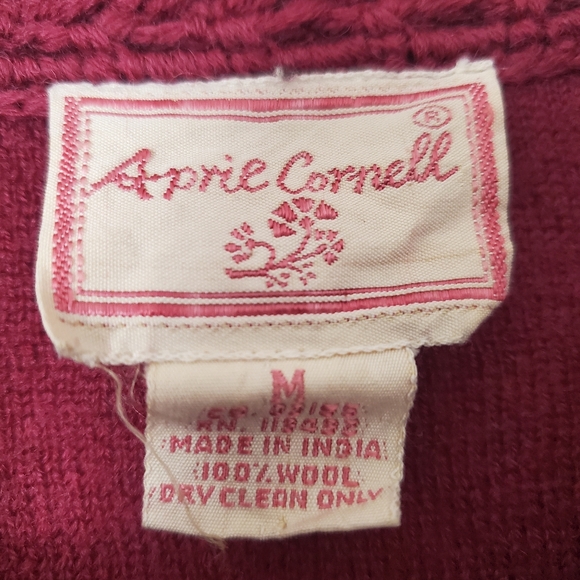 April Cornell ®
M
MADE IN INDIA
100% WOOL
DRY CLEAN ONLY